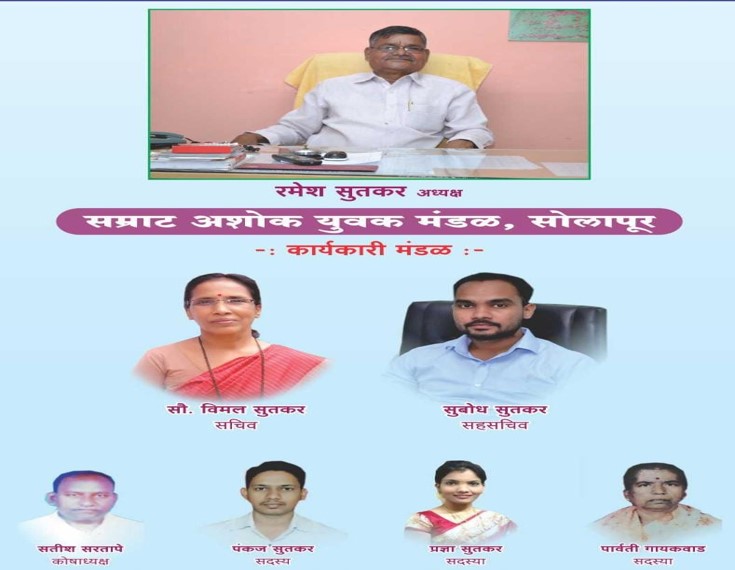 रमेश सुतकर अध्यक्ष
सम्राट अशोक युवक मंडळ, सोलापूर
-: कार्यकारी मंडळ :-
सौ. विमल सुतकर
सचिव
सुबोध सुतकर
सहसचिव
सतीश सरतापे
कोषाध्यक्ष
पंकज सुतकर
सदस्य
प्रज्ञा सुतकर
सदस्या
पार्वती गायकवाड
सदस्या